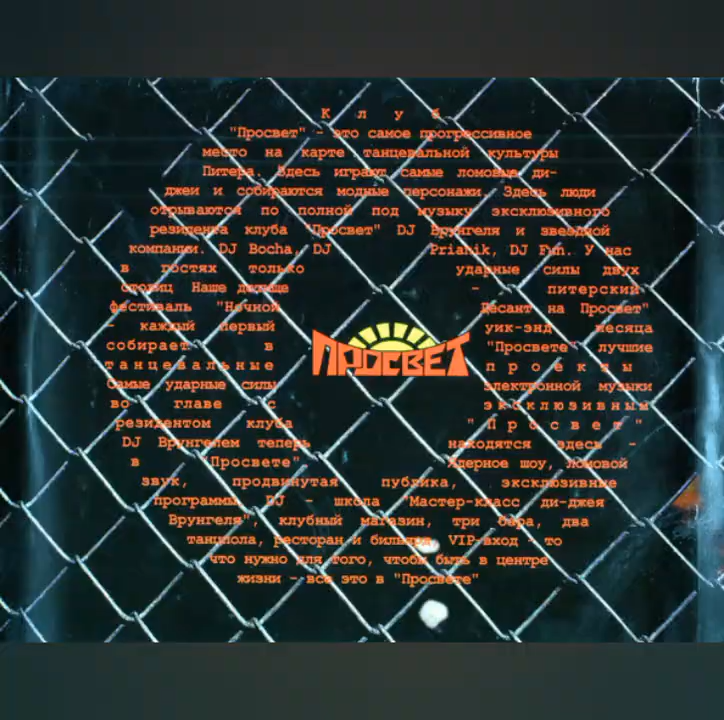 Клуб
"Просвет" - это самое прогрессивное
место на карте танцевальной культуры
Питера. Здесь играют самые ломовые ди-
джеи и собираются модные персонажи. Здесь люди
отрываются по полной под музыку эксклюзивного
резидента клуба "Просвет" DJ Врунгеля и звездной
компании. DJ Bocha, DJ Prianik, DJ Fun. У нас
в гостях только ударные силы двух
столиц Наше детище - питерский
фестиваль "Ночной Десант на Просвет"
- каждый первый уик-энд месяца
собирает в "Просвете" лучшие
танцевальные проекты
Самые ударные силы электронной музыки
во главе с эксклюзивным
резидентом клуба "Просвет"
DJ Врунгелем теперь находятся здесь -
в "Просвете" Ядерное шоу, ломовой
звук, продвинутая публика, эксклюзивные
программы DJ - школа "Мастер-класс ди-джея
Врунгеля", клубный магазин, три бара, два
танцпола, ресторан и бильярд VIP-вход - то
что нужно для того, чтобы быть в центре
жизни - все это в "Просвете"
ПРОСВЕТ